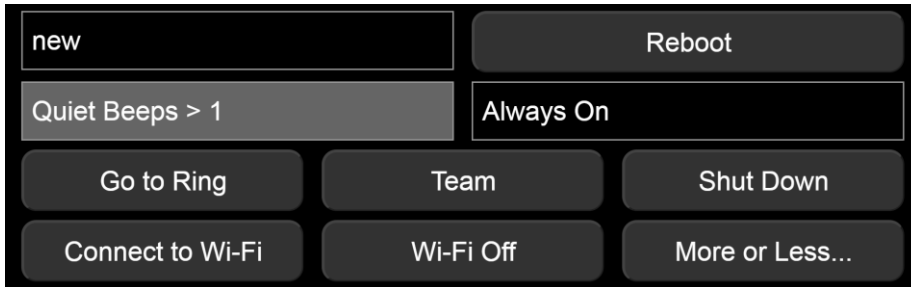 new
Reboot
Quiet Beeps > 1
Always On
Go to Ring
Team
Shut Down
Connect to Wi-Fi
Wi-Fi Off
More or Less...